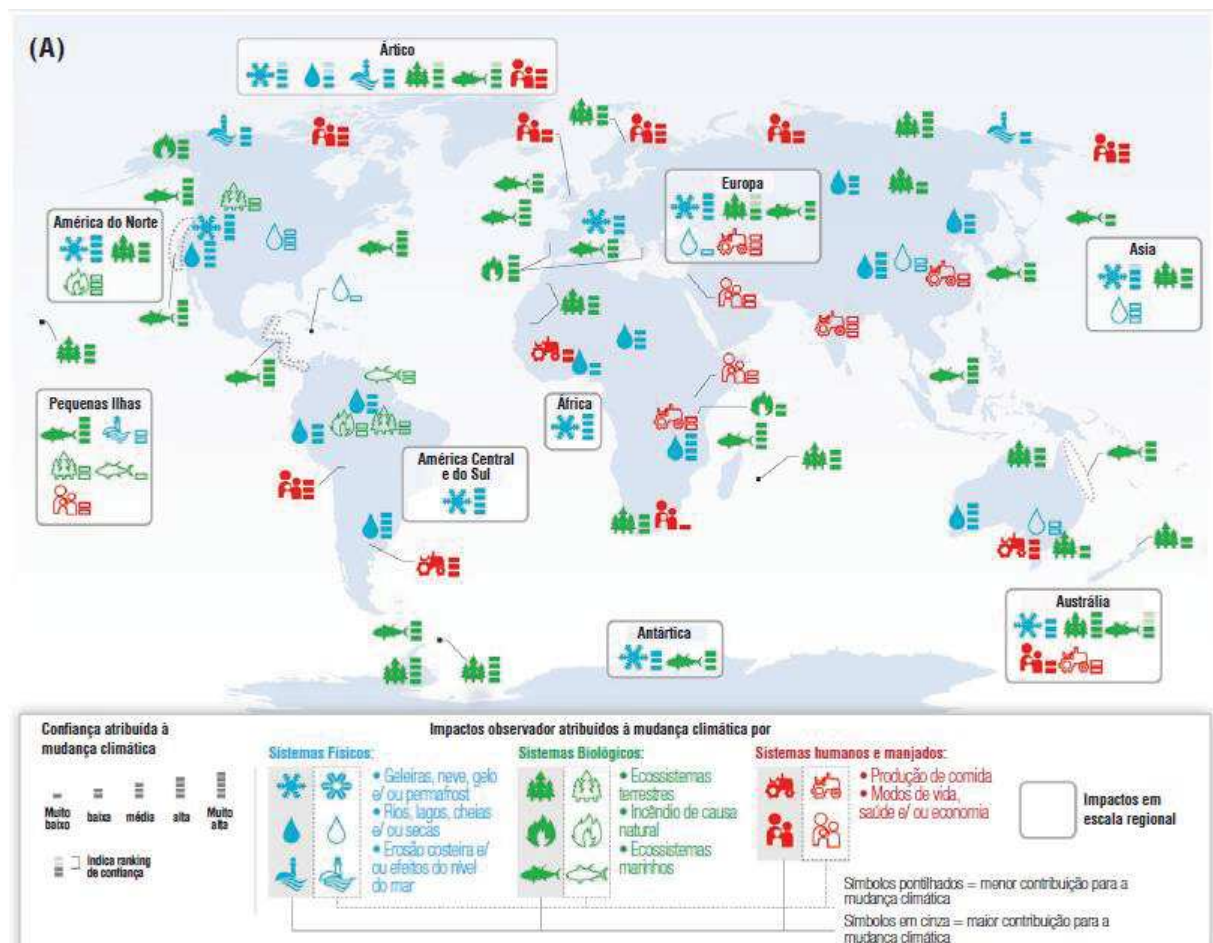 (A)
Ártico
América do Norte
Europa
Asia
Pequenas Ilhas
África
América Central
e do Sul
Antártica
Austrália
Confiança atribuída à
mudança climática
Muito
baixo
baixa
média
alta
Muito
alta
Indica ranking
de confiança
Impactos observador atribuídos à mudança climática por
Sistemas Físicos:
• Geleiras, neve, gelo
e/ ou permafrost
• Rios, lagos, cheias
e/ ou secas
• Erosão costeira e/
ou efeitos do nível
do mar
Sistemas Biológicos:
• Ecossistemas
terrestres
• Incêndio de causa
natural
• Ecossistemas
marinhos
Sistemas humanos e manjados:
• Produção de comida
• Modos de vida,
saúde e/ ou economia
Impactos em
escala regional
Símbolos pontilhados = menor contribuição para a
mudança climática
Símbolos em cinza = maior contribuição para a
mudança climática